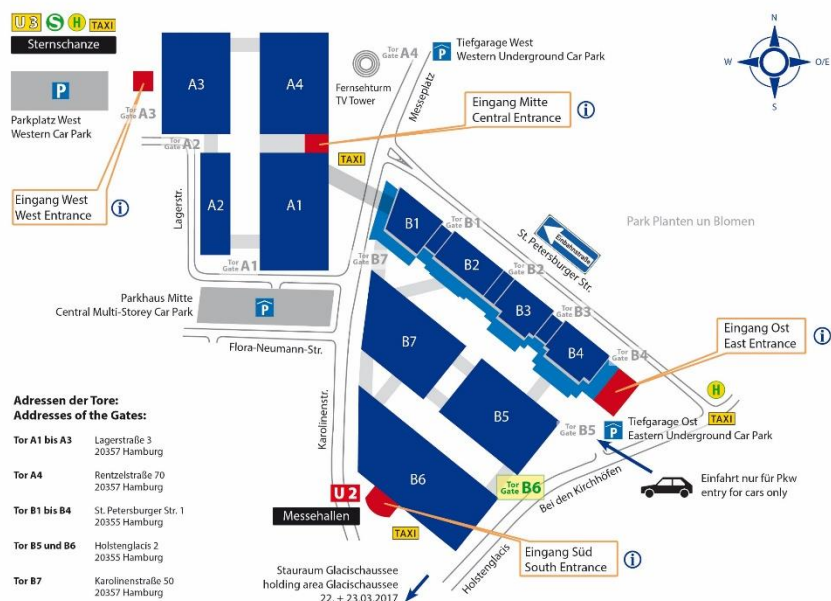 U3 S H TAXI
Sternschanze
P
Parkplatz West
Western Car Park
Tor Gate A3
Tor Gate A2
Eingang West
West Entrance
i
A3
A4
A2
A1
Lagerstr.
Tor Gate A1
Fernsehturm
TV Tower
Tor Gate A4
Messeplatz
P
Tiefgarage West
Western Underground Car Park
Eingang Mitte
Central Entrance
i
TAXI
N
W
O/E
S
Park Planten un Blomen
Einbahnstraße
St. Petersburger Str.
B1
Tor Gate B1
B2
Tor Gate B2
B3
Tor Gate B3
B4
Tor Gate B4
Tor Gate B7
Eingang Ost
East Entrance
i
H
TAXI
Parkhaus Mitte
Central Multi-Storey Car Park
P
Flora-Neumann-Str.
Karolinenstr.
B7
B5
B6
Tor Gate B5
P
Tiefgarage Ost
Eastern Underground Car Park
Einfahrt nur für Pkw
entry for cars only
Tor Gate B6
Bei den Kirchhöfen
Holstenglacis
U2
Messehallen
TAXI
Eingang Süd
South Entrance
i
Stauraum Glacischaussee
holding area Glacischaussee
22. + 23.03.2017
Adressen der Tore:
Addresses of the Gates:
Tor A1 bis A3 Lagerstraße 3
20357 Hamburg
Tor A4 Rentzelstraße 70
20357 Hamburg
Tor B1 bis B4 St. Petersburger Str. 1
20355 Hamburg
Tor B5 und B6 Holstenglacis 2
20355 Hamburg
Tor B7 Karolinenstraße 50
20357 Hamburg